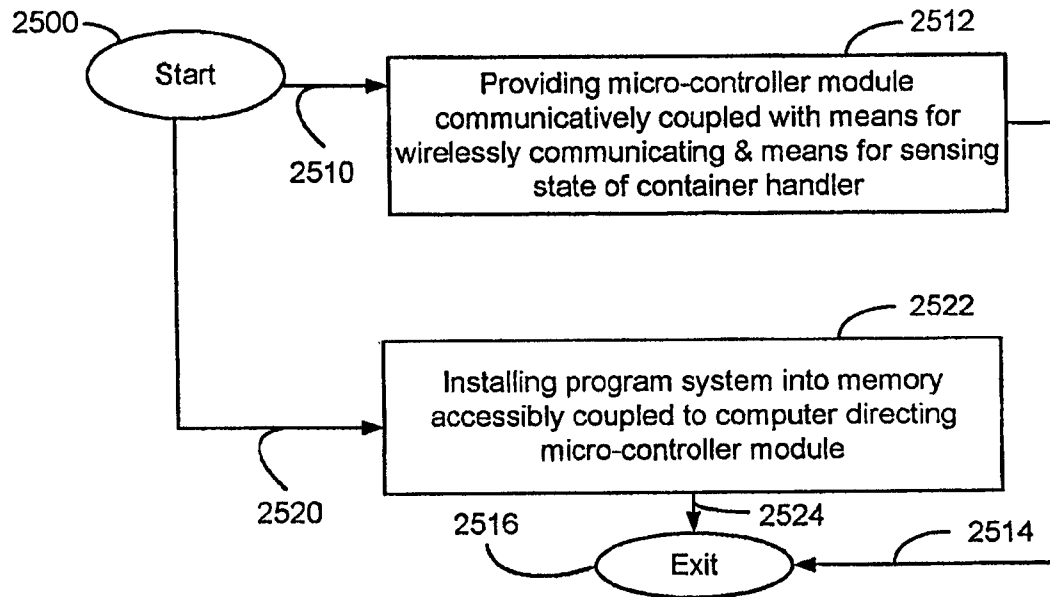 2500
Start
2510
2512
Providing micro-controller module
communicatively coupled with means for
wirelessly communicating & means for sensing
state of container handler
2520
2522
Installing program system into memory
accessibly coupled to computer directing
micro-controller module
2524
2516
Exit
2514